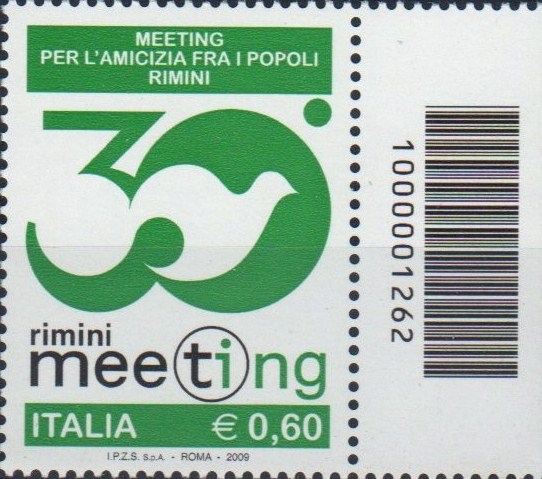 MEETING
PER L'AMICIZIA FRA I POPOLI
RIMINI
30°
rimini
meeting
ITALIA € 0,60
I.P.Z.S. S.p.A. - ROMA - 2009
1000001262